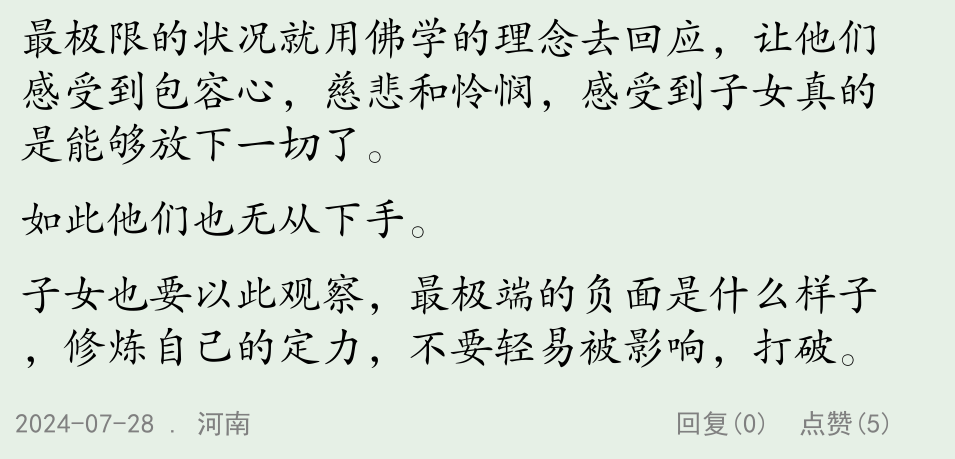 最极限的状况就用佛学的理念去回应，让他们
感受到包容心，慈悲和怜悯，感受到子女真的
是能够放下一切了。
如此他们也无从下手。
子女也要以此观察，最极端的负面是什么样子
，修炼自己的定力，不要轻易被影响，打破。
2024-07-28 . 河南 回复(0) 点赞(5)